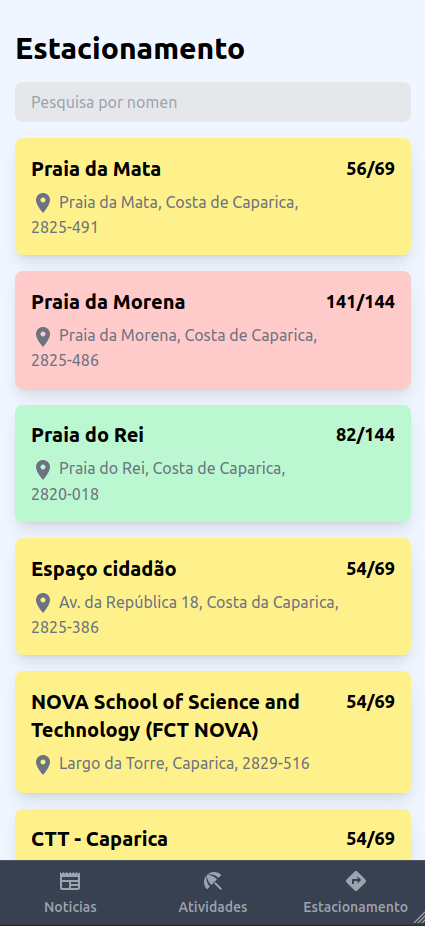 Estacionamento
Pesquisa por nomen
Praia da Mata 56/69
Praia da Mata, Costa de Caparica,
2825-491
Praia da Morena 141/144
Praia da Morena, Costa de Caparica,
2825-486
Praia do Rei 82/144
Praia do Rei, Costa de Caparica,
2820-018
Espaço cidadão 54/69
Av. da República 18, Costa da Caparica,
2825-386
NOVA School of Science and 54/69
Technology (FCT NOVA)
Largo da Torre, Caparica, 2829-516
CTT - Caparica 54/69
Noticias Atividades Estacionamento